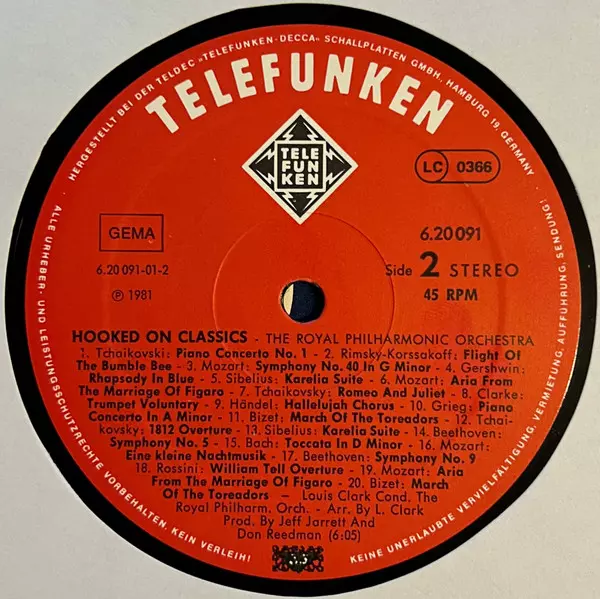 HERGESTELLT BEI DER TELDEC »TELEFUNKEN-DECCA« SCHALLPLATTEN GMBH, HAMBURG 19, GERMANY
TELEFUNKEN
TELE
FUN
KEN
LC 0366
GEMA
6.20 091-01-2
℗ 1981
6.20 091
Side 2 STEREO
45 RPM
HOOKED ON CLASSICS - THE ROYAL PHILHARMONIC ORCHESTRA
1. Tchaikovski: Piano Concerto No. 1 - 2. Rimsky-Korssakoff: Flight Of
The Bumble Bee - 3. Mozart: Symphony No. 40 In G Minor - 4. Gershwin:
Rhapsody In Blue - 5. Sibelius: Karelia Suite - 6. Mozart: Aria From
The Marriage Of Figaro - 7. Tchaikovsky: Romeo And Juliet - 8. Clarke:
Trumpet Voluntary - 9. Händel: Hallelujah Chorus - 10. Grieg: Piano
Concerto In A Minor - 11. Bizet: March Of The Toreadors - 12. Tchai-
kovsky: 1812 Overture - 13. Sibelius: Karelia Suite - 14. Beethoven:
Symphony No. 5 - 15. Bach: Toccata In D Minor - 16. Mozart:
Eine kleine Nachtmusik - 17. Beethoven: Symphony No. 9
18. Rossini: William Tell Overture - 19. Mozart: Aria
From The Marriage Of Figaro - 20. Bizet: March
Of The Toreadors - Louis Clark Cond. The
Royal Philharm. Orch. - Arr. By L. Clark
Prod. By Jeff Jarrett And
Don Reedman (6:05)
ALLE URHEBER- UND LEISTUNGSSCHUTZRECHTE VORBEHALTEN. KEIN VERLEIH! KEINE UNERLAUBTE VERVIELFÄLTIGUNG, VERMIETUNG, AUFFÜHRUNG, SENDUNG!